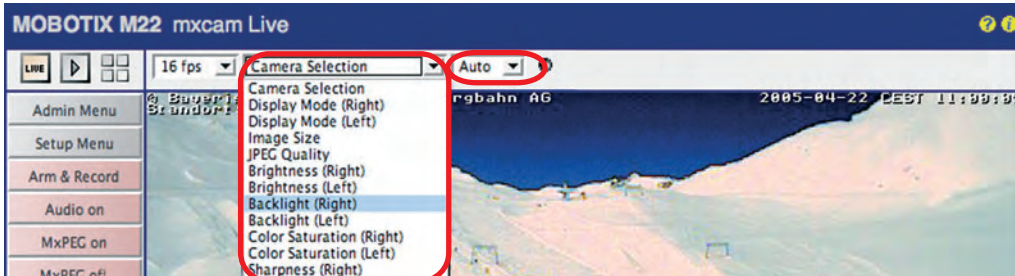 MOBOTIX M22 mxcam Live
LIVE
16 fps
Camera Selection
Auto
Camera Selection
Display Mode (Right)
Display Mode (Left)
Image Size
JPEG Quality
Brightness (Right)
Brightness (Left)
Backlight (Right)
Backlight (Left)
Color Saturation (Right)
Color Saturation (Left)
Sharpness (Right)
Admin Menu
Setup Menu
Arm & Record
Audio on
MxPEG on
MxPEG off
rgbahn AG
2005-04-22 CEST